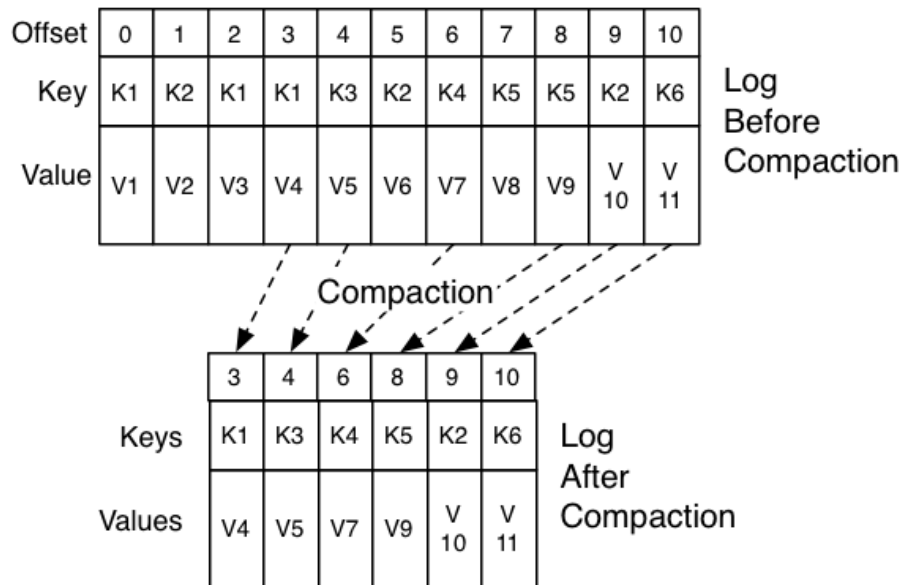 Offset 0 1 2 3 4 5 6 7 8 9 10
Key K1 K2 K1 K1 K3 K2 K4 K5 K5 K2 K6
Value V1 V2 V3 V4 V5 V6 V7 V8 V9 V 10 V 11
Log
Before
Compaction
Compaction
3 4 6 8 9 10
Keys K1 K3 K4 K5 K2 K6
Values V4 V5 V7 V9 V 10 V 11
Log
After
Compaction